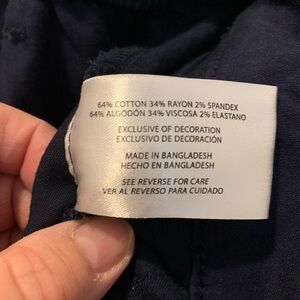 64% COTTON 34% RAYON 2% SPANDEX
64% ALGODÓN 34% VISCOSA 2% ELASTANO
EXCLUSIVE OF DECORATION
EXCLUSIVO DE DECORACIÓN
MADE IN BANGLADESH
HECHO EN BANGLADESH
SEE REVERSE FOR CARE
VER AL REVERSO PARA CUIDADO